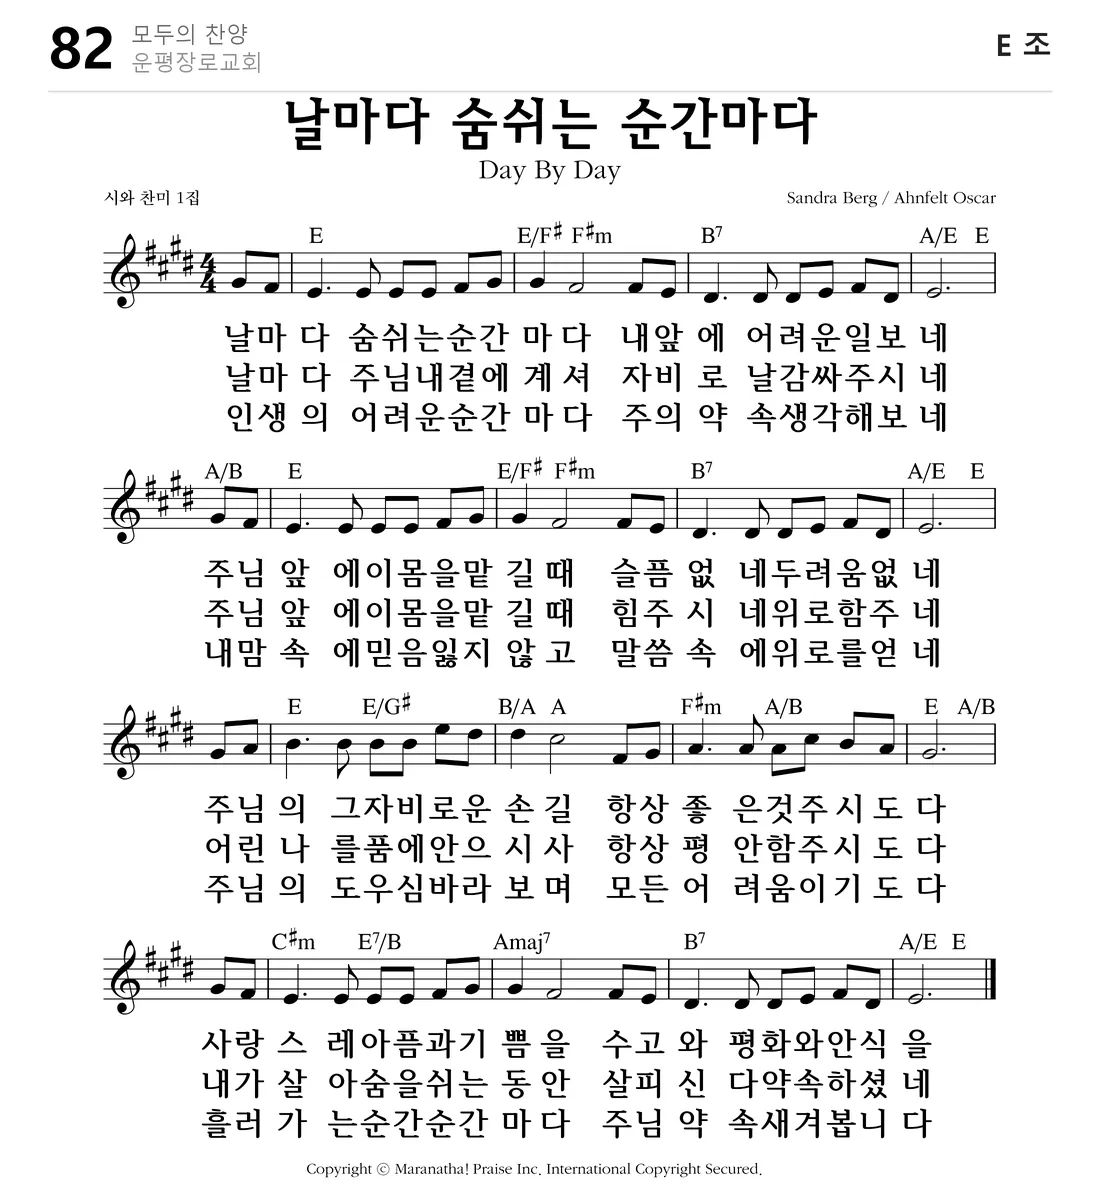 82 모두의 찬양
운평장로교회
E 조
날마다 숨쉬는 순간마다
Day By Day
시와 찬미 1집 Sandra Berg / Ahnfelt Oscar
E E/F♯ F♯m B7 A/E E
4
4
날마 다 숨쉬는순간 마다 내앞 에 어려운일보 네
날마 다 주님내곁에 계셔 자비 로 날감싸주시 네
인생 의 어려운순간 마다 주의 약 속생각해보 네
A/B E E/F♯ F♯m B7 A/E E
주님 앞 에이몸을맡 길때 슬픔 없 네두려움없 네
주님 앞 에이몸을맡 길때 힘주 시 네위로함주 네
내맘 속 에믿음잃지 않고 말씀 속 에위로를얻 네
E E/G♯ B/A A F♯m A/B E A/B
주님 의 그자비로운 손길 항상 좋 은것주시도 다
어린 나 를품에안으 시사 항상 평 안함주시도 다
주님 의 도우심바라 보며 모든 어 려움이기도 다
C♯m E7/B Amaj7 B7 A/E E
사랑 스 레아픔과기 쁨을 수고 와 평화와안식 을
내가 살 아숨을쉬는 동안 살피 신 다약속하셨 네
흘러 가 는순간순간 마다 주님 약 속새겨봅니 다
Copyright ⓒ Maranatha! Praise Inc. International Copyright Secured.